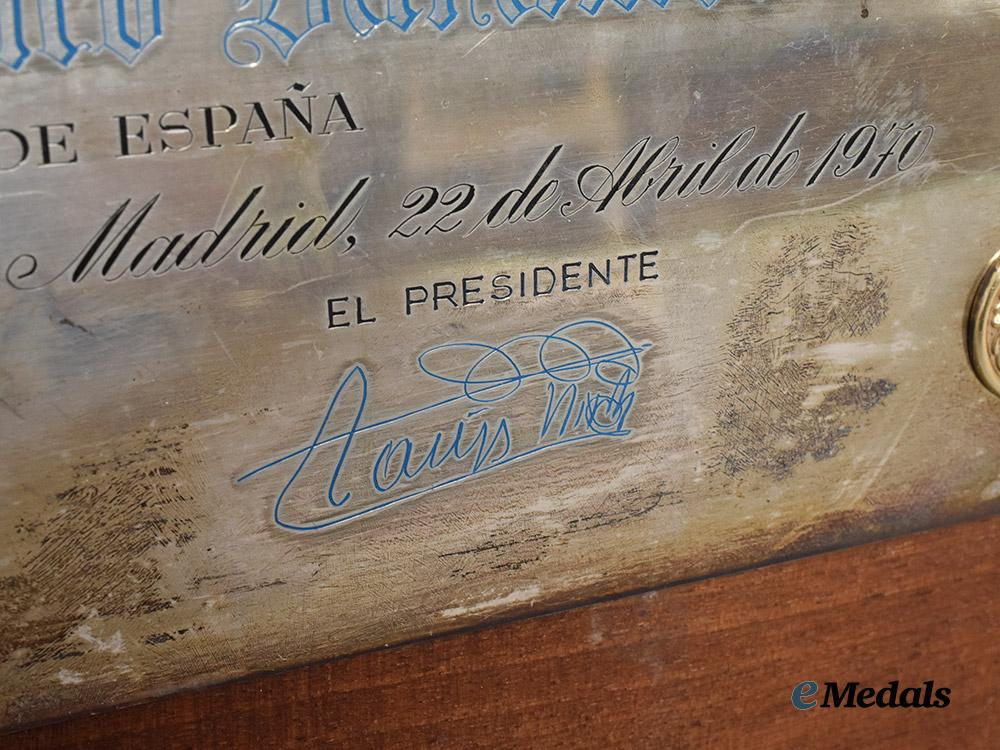 DE ESPAÑA
Madrid, 22 de Abril de 1970
EL PRESIDENTE
eMedals